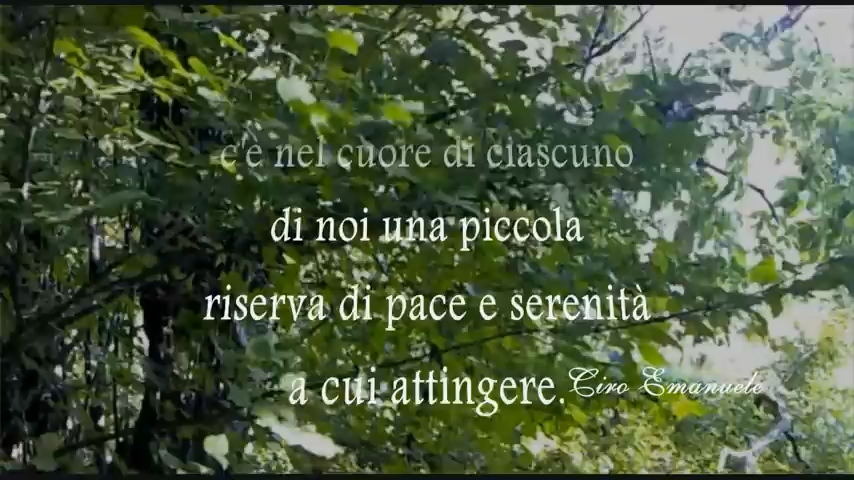 c'è nel cuore di ciascuno
di noi una piccola
riserva di pace e serenità
a cui attingere. Ciro Emanuele